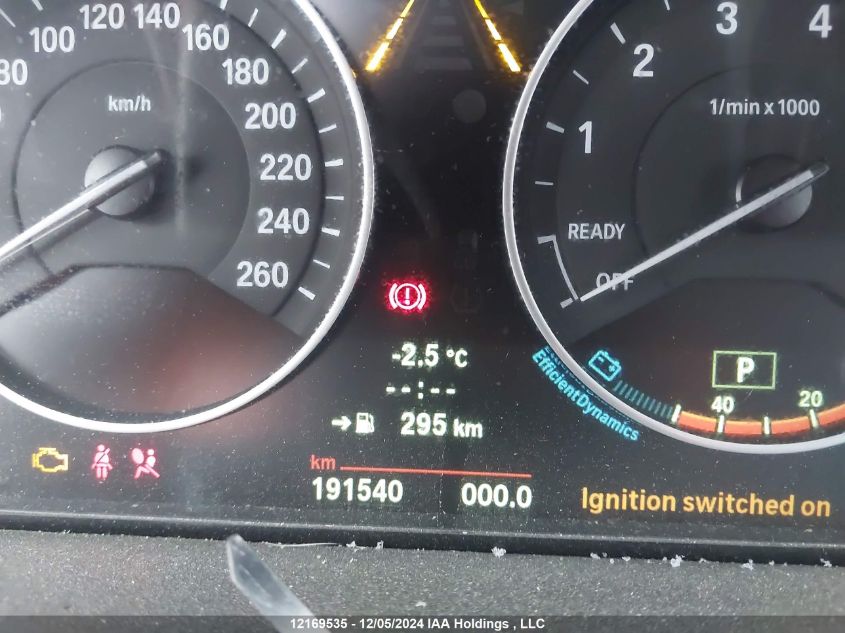 80 100 120 140 160 180 200 220 240 260
km/h
1 2 3 4
1/min x 1000
READY
OFF
-2.5 °C
--:--
295 km
EfficientDynamics
P
40 20
km
191540 000.0
Ignition switched on
12169535 - 12/05/2024 IAA Holdings , LLC